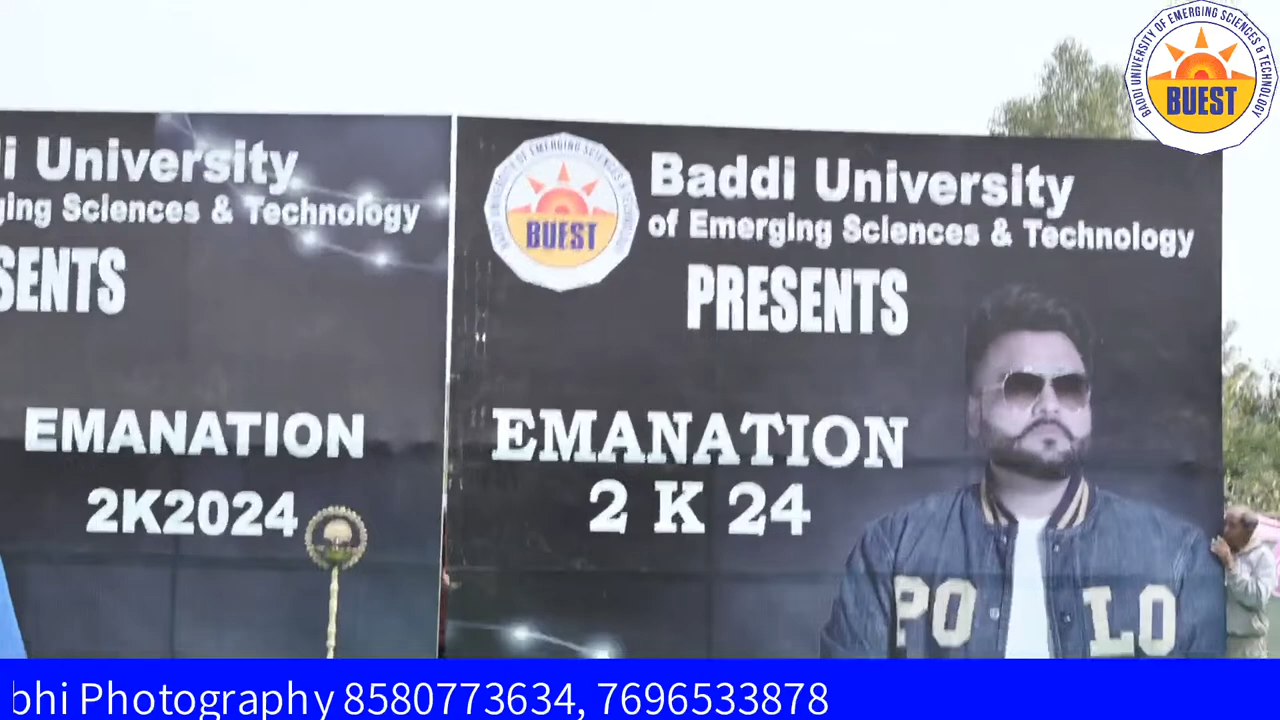 BADDI UNIVERSITY OF EMERGING SCIENCES & TECHNOLOGY
BUEST
i University
ging Sciences & Technology
SENTS
EMANATION
2K2024
BUEST
Baddi University
of Emerging Sciences & Technology
PRESENTS
EMANATION
2 K 24
PO LO
bhi Photography 8580773634, 7696533878